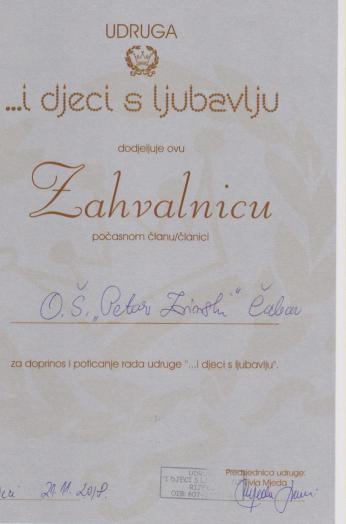 UDRUGA
...i djeci s ljubavlju
dodjeljuje ovu
Zahvalnicu
počasnom članu/članici
O.Š. „Petar Zrinski" Čabar
za doprinos i poticanje rada udruge "...i djeci s ljubavlju".
Predsjednica udruge:
Mjeda
21.11.2018.